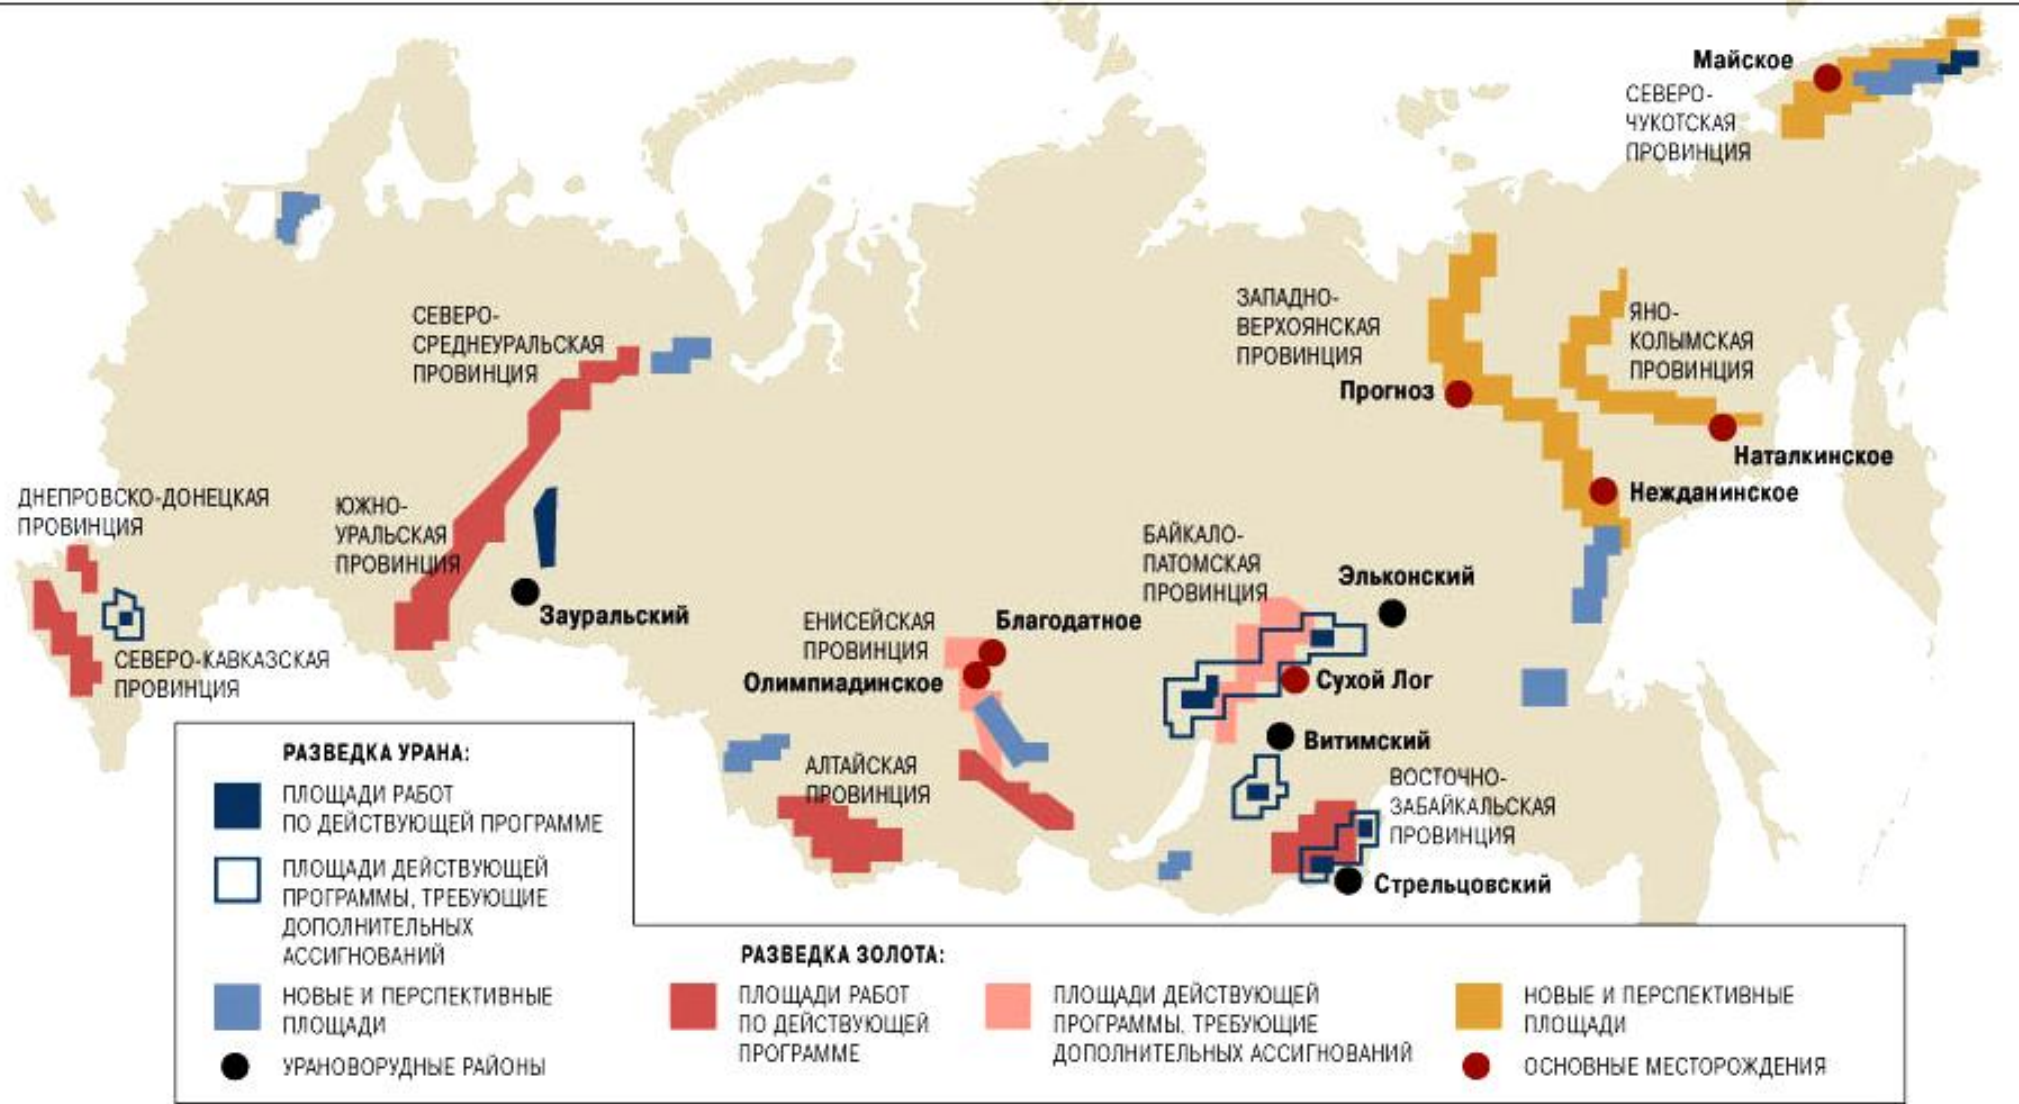 Майское
СЕВЕРО-
ЧУКОТСКАЯ
ПРОВИНЦИЯ
ЗАПАДНО-
ВЕРХОЯНСКАЯ
ПРОВИНЦИЯ
ЯНО-
КОЛЫМСКАЯ
ПРОВИНЦИЯ
СЕВЕРО-
СРЕДНЕУРАЛЬСКАЯ
ПРОВИНЦИЯ
Прогноз
Наталкинское
Нежданинское
ДНЕПРОВСКО-ДОНЕЦКАЯ
ПРОВИНЦИЯ
ЮЖНО-
УРАЛЬСКАЯ
ПРОВИНЦИЯ
БАЙКАЛО-
ПАТОМСКАЯ
ПРОВИНЦИЯ
Эльконский
Зауральский
ЕНИСЕЙСКАЯ
ПРОВИНЦИЯ
Благодатное
СЕВЕРО-КАВКАЗСКАЯ
ПРОВИНЦИЯ
Олимпиадинское
Сухой Лог
Витимский
АЛТАЙСКАЯ
ПРОВИНЦИЯ
ВОСТОЧНО-
ЗАБАЙКАЛЬСКАЯ
ПРОВИНЦИЯ
Стрельцовский
РАЗВЕДКА УРАНА:
ПЛОЩАДИ РАБОТ
ПО ДЕЙСТВУЮЩЕЙ ПРОГРАММЕ
ПЛОЩАДИ ДЕЙСТВУЮЩЕЙ
ПРОГРАММЫ, ТРЕБУЮЩИЕ
ДОПОЛНИТЕЛЬНЫХ
АССИГНОВАНИЙ
НОВЫЕ И ПЕРСПЕКТИВНЫЕ
ПЛОЩАДИ
УРАНОВОРУДНЫЕ РАЙОНЫ
РАЗВЕДКА ЗОЛОТА:
ПЛОЩАДИ РАБОТ
ПО ДЕЙСТВУЮЩЕЙ
ПРОГРАММЕ
ПЛОЩАДИ ДЕЙСТВУЮЩЕЙ
ПРОГРАММЫ, ТРЕБУЮЩИЕ
ДОПОЛНИТЕЛЬНЫХ АССИГНОВАНИЙ
НОВЫЕ И ПЕРСПЕКТИВНЫЕ
ПЛОЩАДИ
ОСНОВНЫЕ МЕСТОРОЖДЕНИЯ